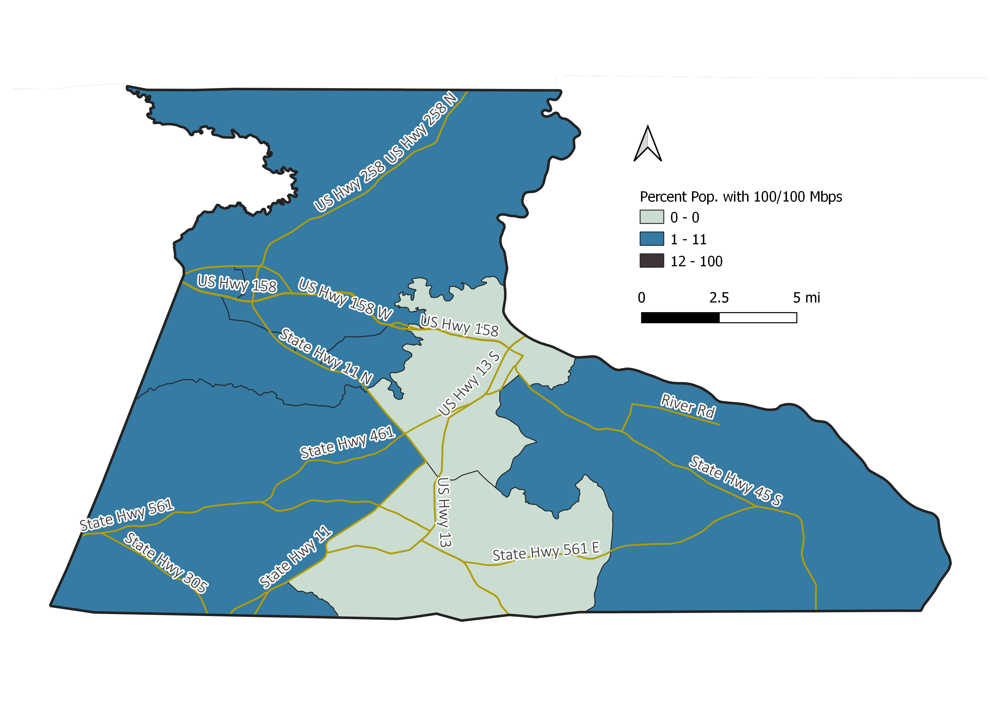 US Hwy 258 N
US Hwy 258
Percent Pop. with 100/100 Mbps
0 - 0
1 - 11
12 - 100
0 2.5 5 mi
US Hwy 158
US Hwy 158 W
US Hwy 158
State Hwy 11 N
US Hwy 13 S
River Rd
State Hwy 461
State Hwy 45 S
US Hwy 13
State Hwy 561
State Hwy 11
State Hwy 561 E
State Hwy 305